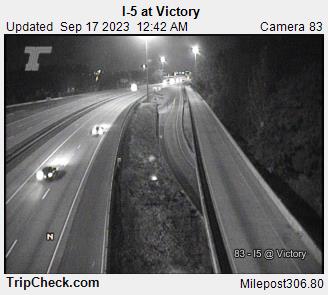 I-5 at Victory
Updated Sep 17 2023 12:42 AM Camera 83
T
N
83 - I5 @ Victory
TripCheck.com Milepost306.80